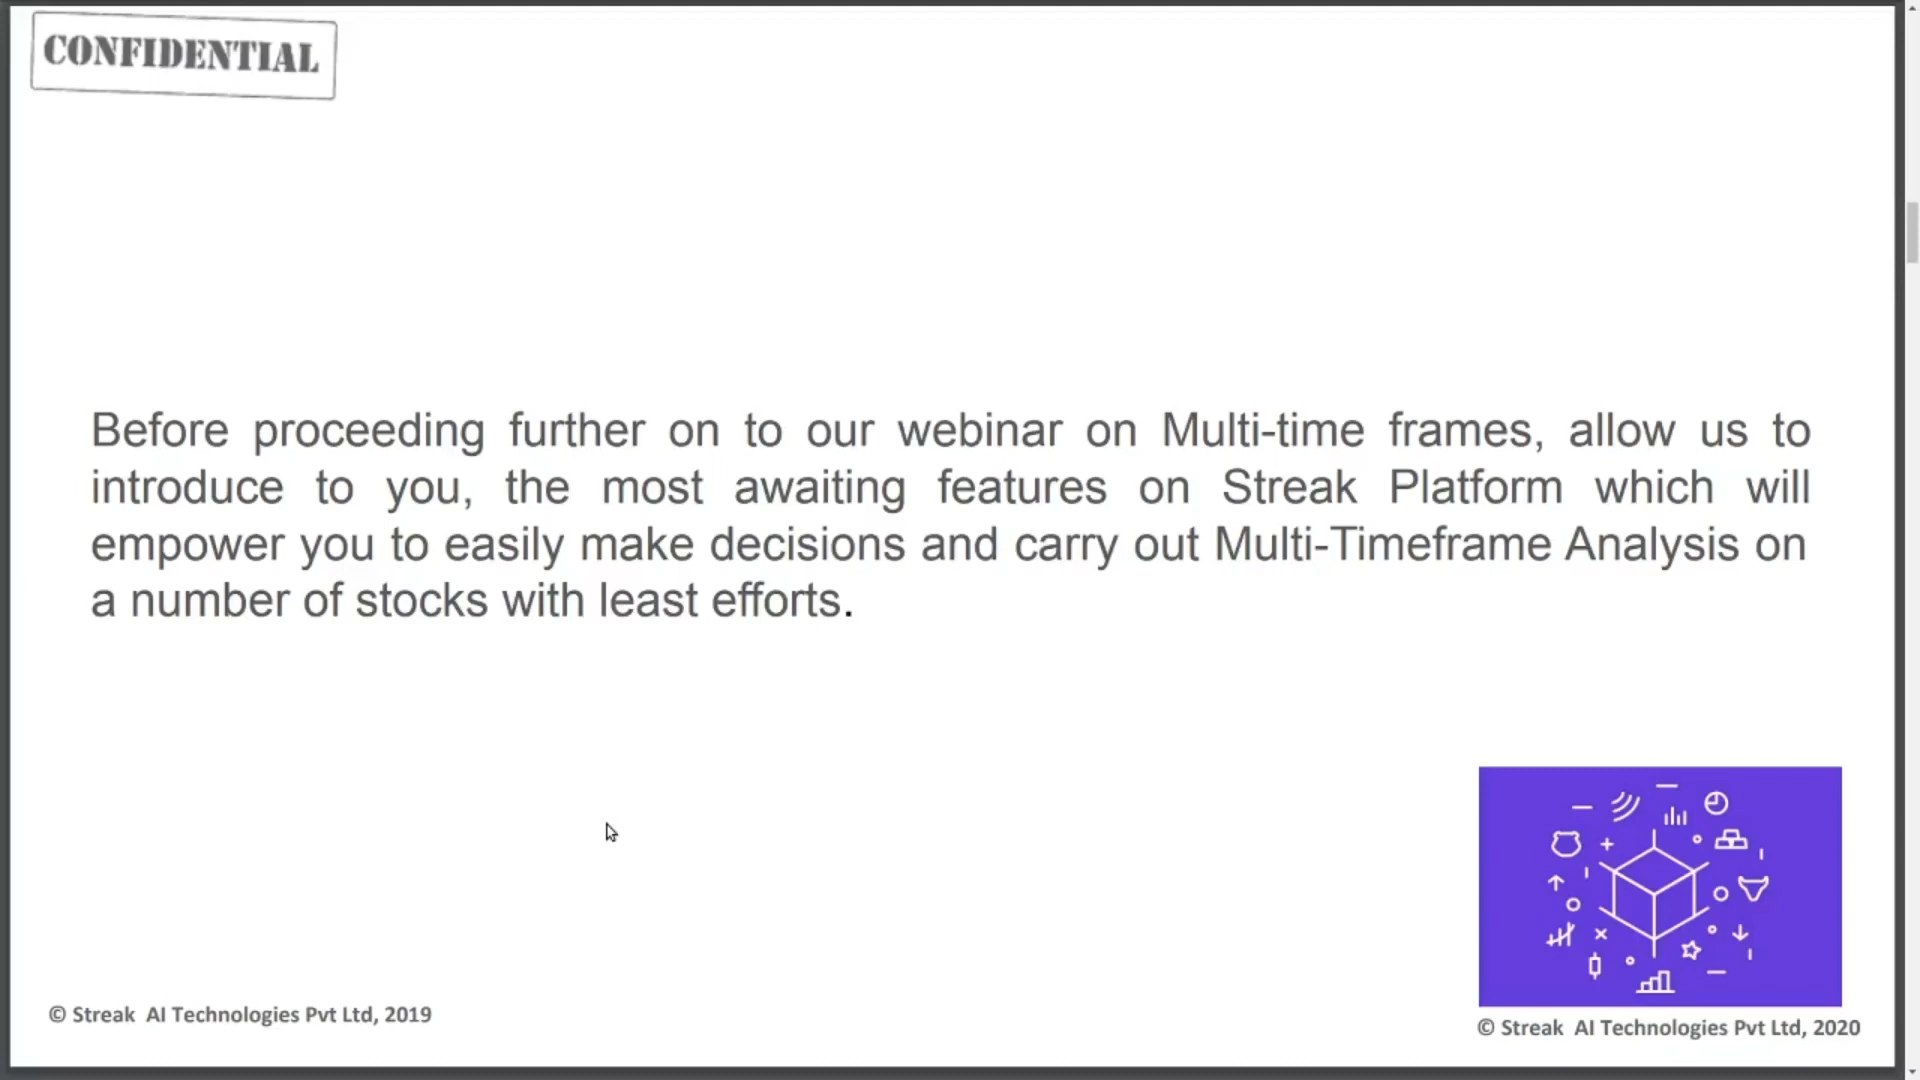 CONFIDENTIAL
Before proceeding further on to our webinar on Multi-time frames, allow us to
introduce to you, the most awaiting features on Streak Platform which will
empower you to easily make decisions and carry out Multi-Timeframe Analysis on
a number of stocks with least efforts.
© Streak AI Technologies Pvt Ltd, 2019
© Streak AI Technologies Pvt Ltd, 2020